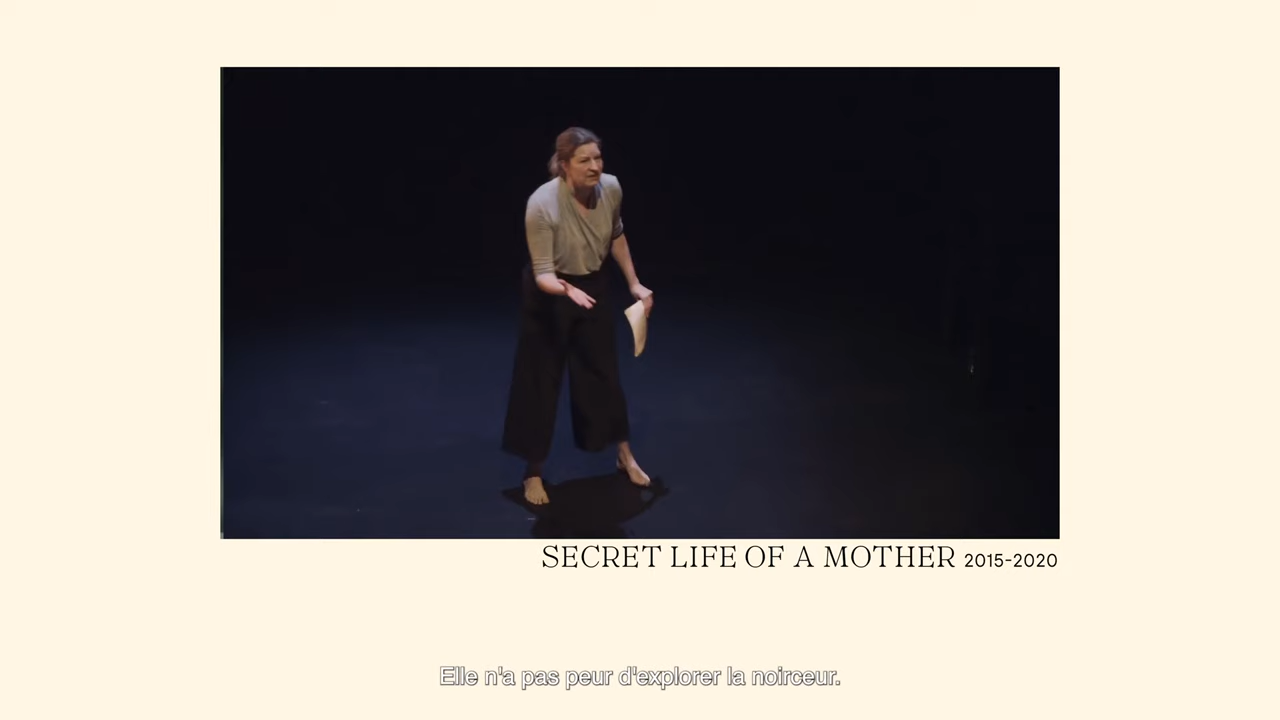 SECRET LIFE OF A MOTHER 2015-2020
Elle n'a pas peur d'explorer la noirceur.